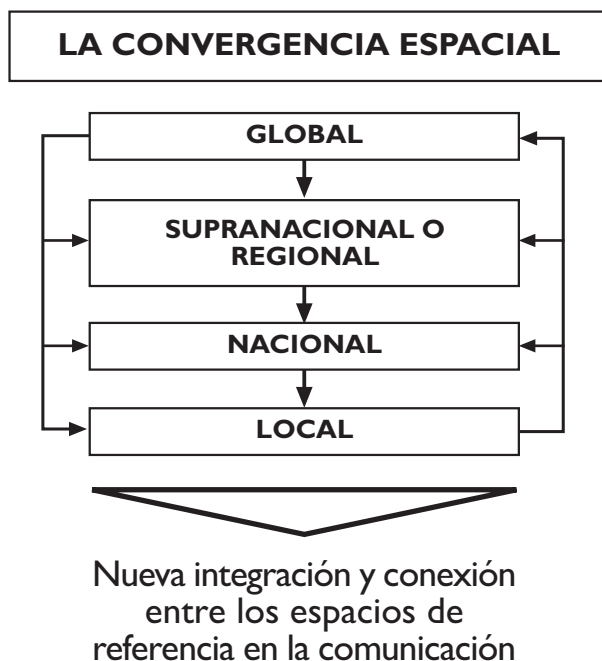 LA CONVERGENCIA ESPACIAL
GLOBAL
SUPRANACIONAL O
REGIONAL
NACIONAL
LOCAL
Nueva integración y conexión
entre los espacios de
referencia en la comunicación